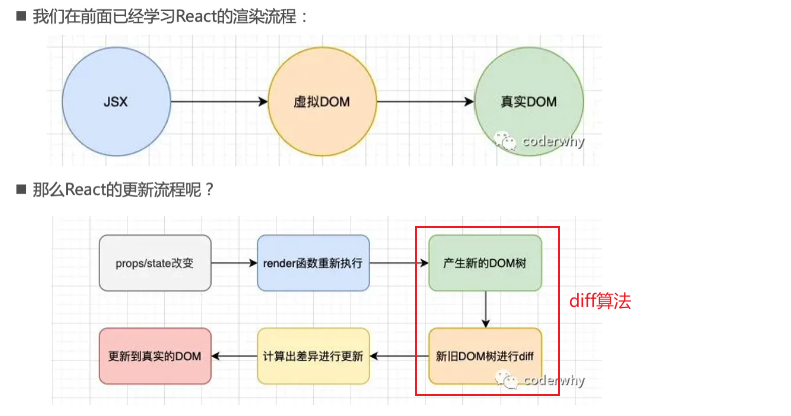 我们在前面已经学习React的渲染流程：
JSX
虚拟DOM
真实DOM
coderwhy
那么React的更新流程呢？
props/state改变
render函数重新执行
产生新的DOM树
diff算法
更新到真实的DOM
计算出差异进行更新
新旧DOM树进行diff
coderwhy